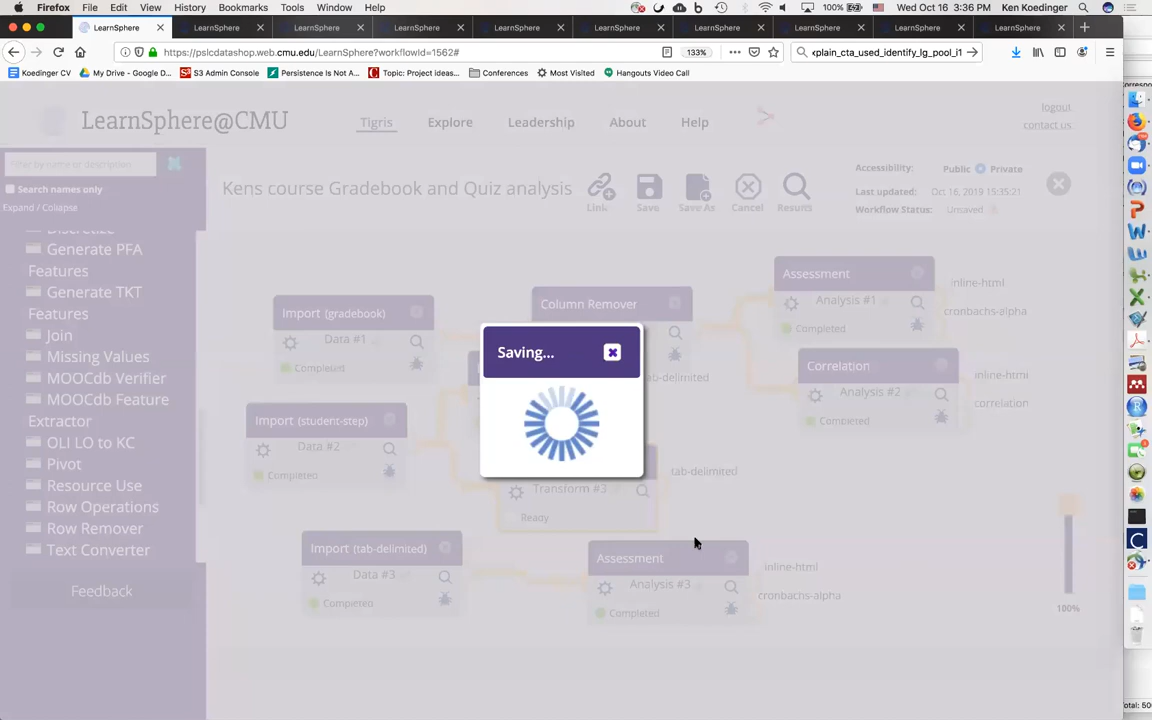 Firefox File Edit View History Bookmarks Tools Window Help 100% Wed Oct 16 3:36 PM Ken Koedinger
LearnSphere LearnSphere LearnSphere LearnSphere LearnSphere LearnSphere LearnSphere LearnSphere LearnSphere LearnSphere
https://pslcdatashop.web.cmu.edu/LearnSphere?workflowId=1562# 133% xplain_cta_used_identify_lg_pool_i1
Koedinger CV My Drive - Google D... S3 Admin Console Persistence Is Not A... Topic: Project ideas... Conferences Most Visited Hangouts Video Call
LearnSphere@CMU Tigris Explore Leadership About Help
logout
contact us
Filter by name or description
Search names only
Expand / Collapse
Kens course Gradebook and Quiz analysis
Link Save Save As Cancel Results
Accessibility: Public Private
Last updated: Oct 16, 2019 15:35:21
Workflow Status: Unsaved
Discretize
Generate PFA
Features
Generate TKT
Features
Join
Missing Values
MOOCdb Verifier
MOOCdb Feature
Extractor
OLI LO to KC
Pivot
Resource Use
Row Operations
Row Remover
Text Converter
Feedback
Import (gradebook)
Data #1
Completed
Column Remover
tab-delimited
Assessment
Analysis #1
Completed
inline-html
cronbachs-alpha
Correlation
Analysis #2
Completed
inline-html
correlation
Import (student-step)
Data #2
Completed
Saving...
Transform #3
Ready
tab-delimited
Import (tab-delimited)
Data #3
Completed
Assessment
Analysis #3
Completed
inline-html
cronbachs-alpha
100%